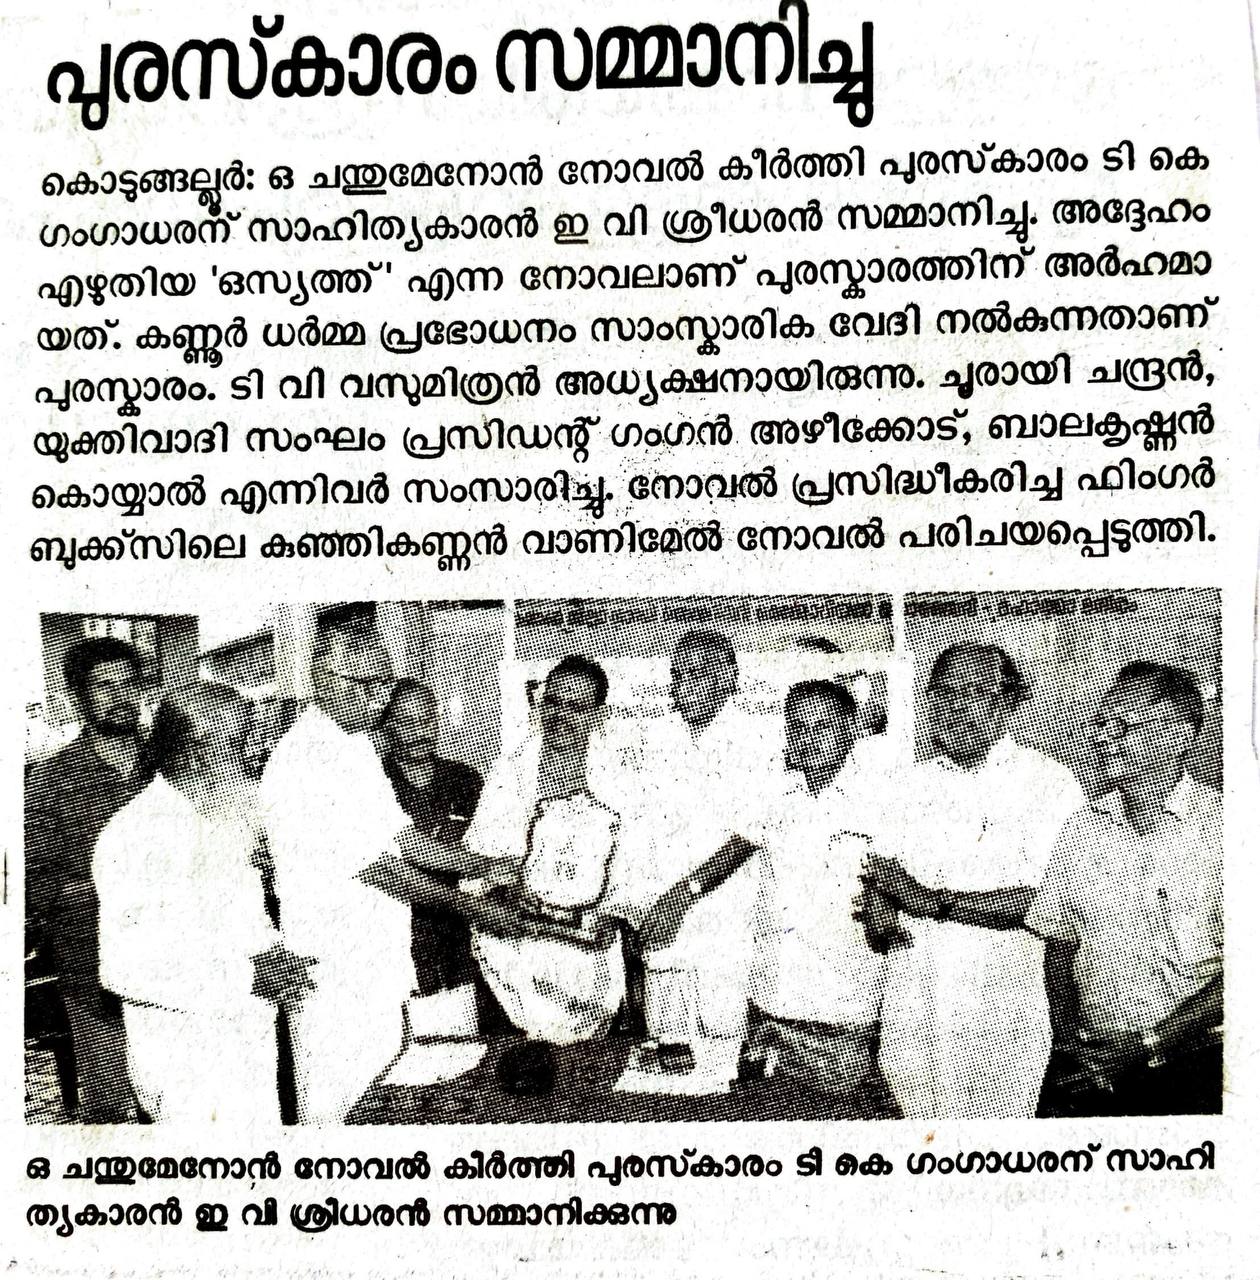 പുരസ്കാരം സമ്മാനിച്ചു
കൊടുങ്ങല്ലൂർ: ഒ ചന്തുമേനോൻ നോവൽ കീർത്തി പുരസ്കാരം ടി കെ
ഗംഗാധരന് സാഹിത്യകാരൻ ഇ വി ശ്രീധരൻ സമ്മാനിച്ചു. അദ്ദേഹം
എഴുതിയ 'ഒസ്യത്ത്' എന്ന നോവലാണ് പുരസ്കാരത്തിന് അർഹമാ
യത്. കണ്ണൂർ ധർമ്മ പ്രഭോധനം സാംസ്കാരിക വേദി നൽകുന്നതാണ്
പുരസ്കാരം. ടി വി വസുമിത്രൻ അധ്യക്ഷനായിരുന്നു. ചൂരായി ചന്ദ്രൻ,
യുക്തിവാദി സംഘം പ്രസിഡന്റ് ഗംഗൻ അഴീക്കോട്, ബാലകൃഷ്ണൻ
കൊയ്യാൽ എന്നിവർ സംസാരിച്ചു. നോവൽ പ്രസിദ്ധീകരിച്ച ഫിംഗർ
ബുക്ക്സിലെ കുഞ്ഞികണ്ണൻ വാണിമേൽ നോവൽ പരിചയപ്പെടുത്തി.
ഒ ചന്തുമേനോൻ നോവൽ കീർത്തി പുരസ്കാരം ടി കെ ഗംഗാധരന് സാഹി
ത്യകാരൻ ഇ വി ശ്രീധരൻ സമ്മാനിക്കുന്നു